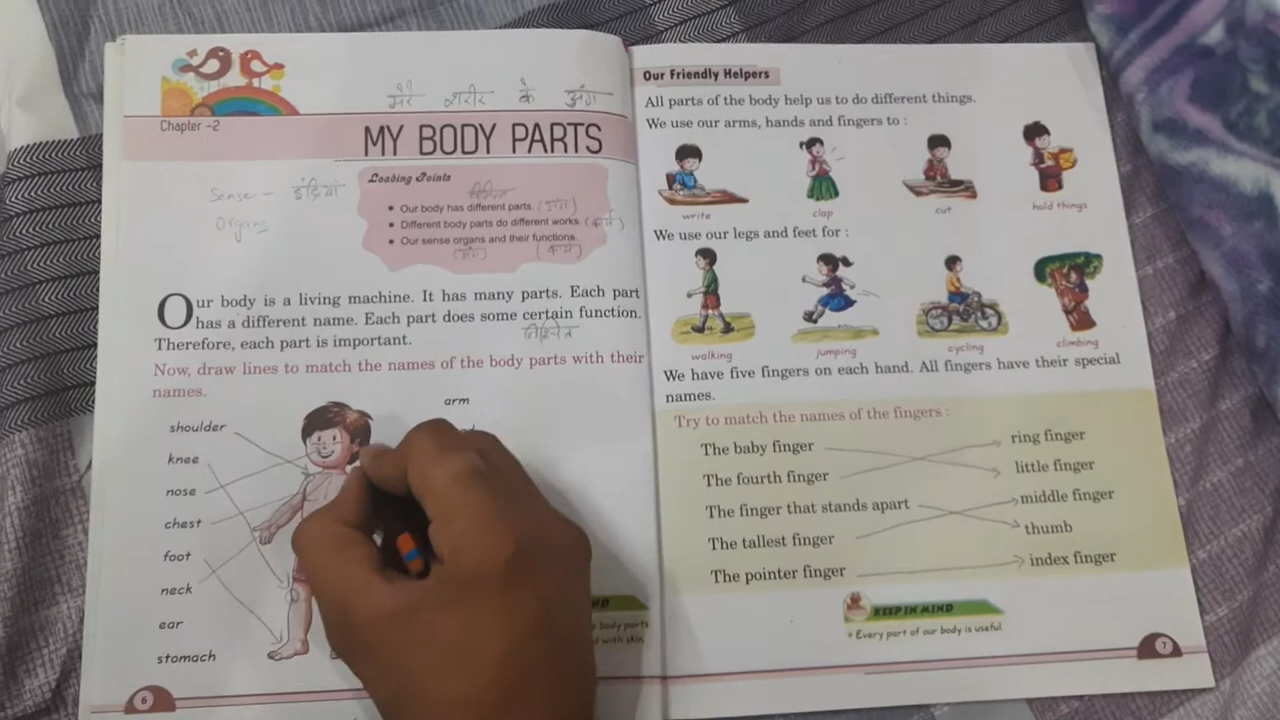 मेरे शरीर के अंग
Chapter -2
MY BODY PARTS
Loading Points
Sense - इंद्रियां
Organs
विभिन्न
• Our body has different parts. (अंग)
• Different body parts do different works. (कार्य)
• Our sense organs and their functions.
(अंग) (कार्य)
Our body is a living machine. It has many parts. Each part
has a different name. Each part does some certain function.
निश्चित
Therefore, each part is important.
Now, draw lines to match the names of the body parts with their
names.
arm
shoulder
knee
nose
chest
foot
neck
ear
stomach
body parts
with skin
6
Our Friendly Helpers
All parts of the body help us to do different things.
We use our arms, hands and fingers to :
write clap cut hold things
We use our legs and feet for :
walking jumping cycling climbing
We have five fingers on each hand. All fingers have their special
names.
Try to match the names of the fingers :
The baby finger ring finger
The fourth finger little finger
The finger that stands apart middle finger
The tallest finger thumb
The pointer finger index finger
KEEP IN MIND
• Every part of our body is useful.
7